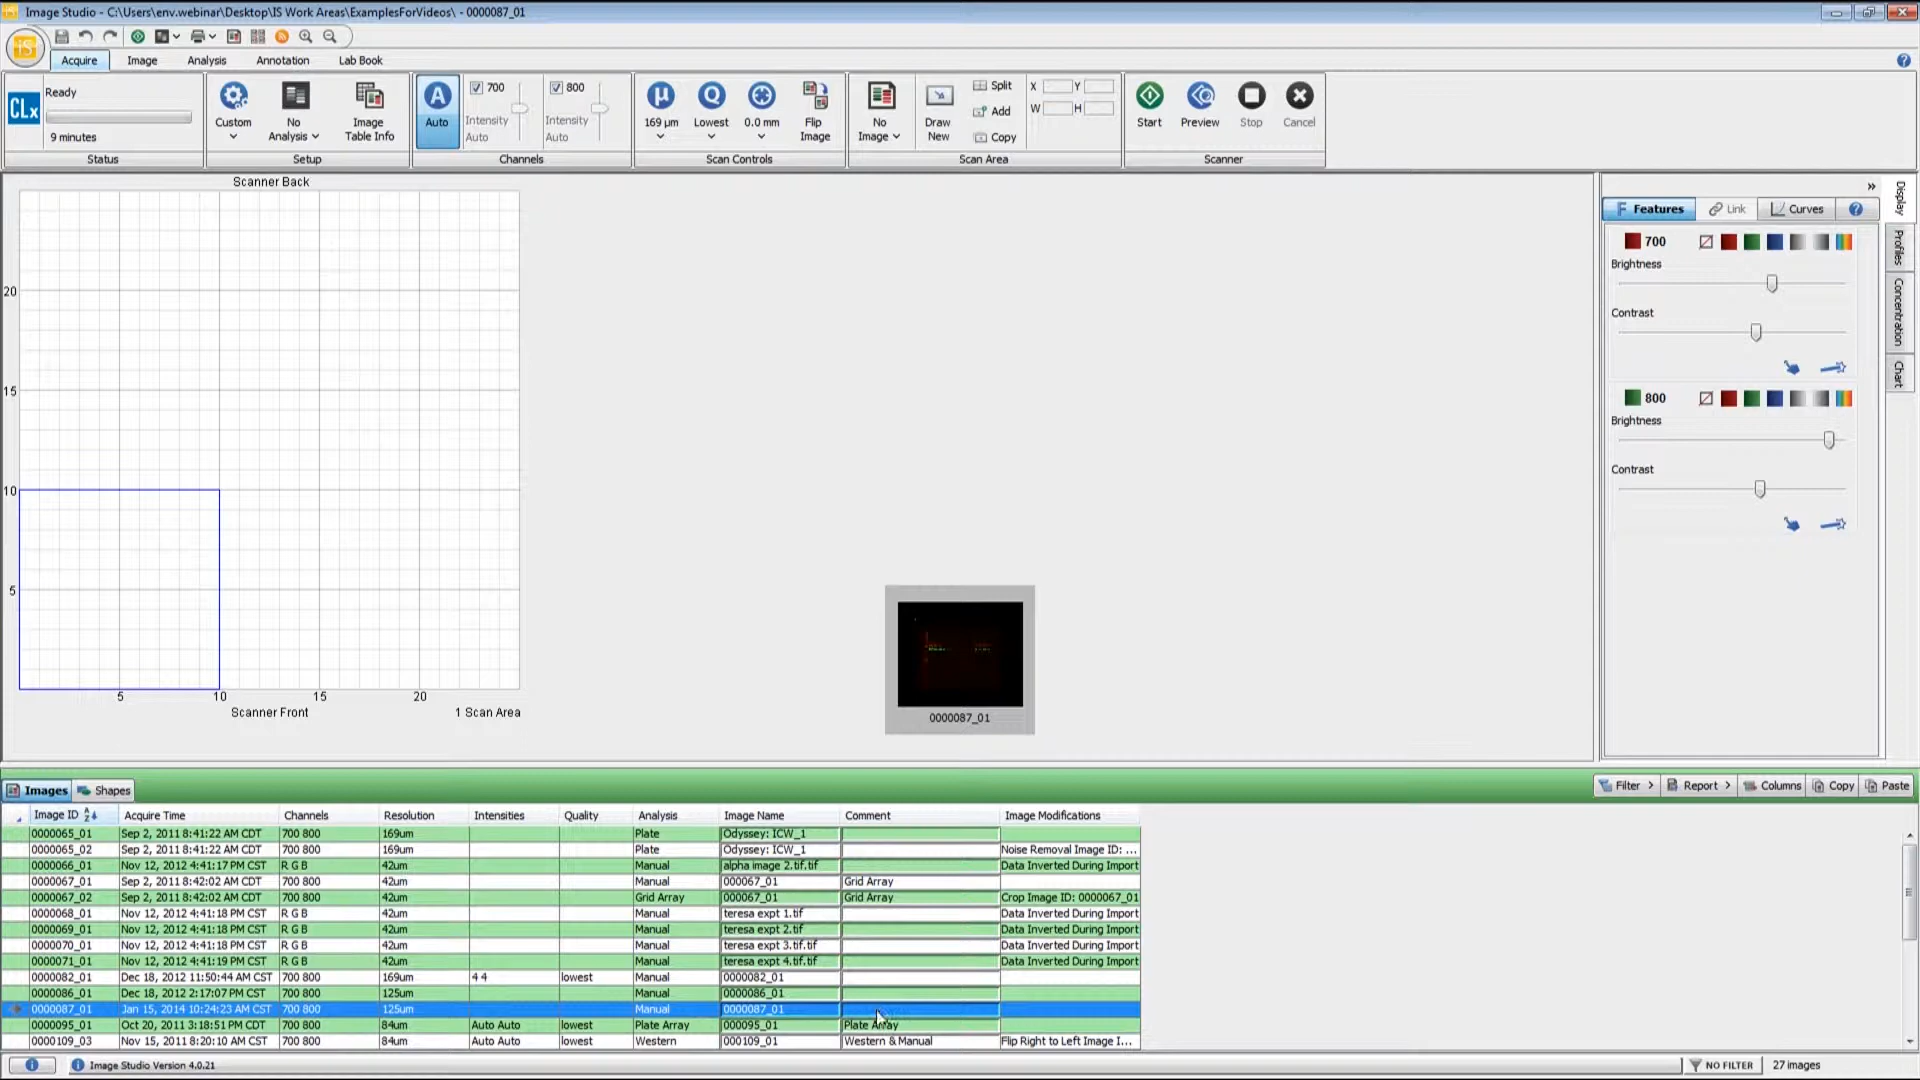 Image Studio - C:\Users\env.webinar\Desktop\IS Work Areas\ExamplesForVideos\ - 0000087_01
iS
Acquire Image Analysis Annotation Lab Book
CLx
Ready
9 minutes
Status
Custom
No Analysis
Image Table Info
Setup
A
Auto
700
Intensity
Auto
800
Intensity
Auto
Channels
µ
169 µm
Q
Lowest
0.0 mm
Flip Image
Scan Controls
No Image
Draw New
Split
Add
Copy
X Y
W H
Scan Area
Start
Preview
Stop
Cancel
Scanner
Scanner Back
20
15
10
5
5 10 15 20
Scanner Front 1 Scan Area
0000087_01
»
F Features Link Curves ?
700
Brightness
Contrast
800
Brightness
Contrast
Display
Profiles
Concentration
Chart
Images Shapes Filter > Report > Columns Copy Paste
Image ID Acquire Time Channels Resolution Intensities Quality Analysis Image Name Comment Image Modifications
0000065_01 Sep 2, 2011 8:41:22 AM CDT 700 800 169um Plate Odyssey: ICW_1
0000065_02 Sep 2, 2011 8:41:22 AM CDT 700 800 169um Plate Odyssey: ICW_1 Noise Removal Image ID: ...
0000066_01 Nov 12, 2012 4:41:17 PM CST R G B 42um Manual alpha image 2.tif.tif Data Inverted During Import
0000067_01 Sep 2, 2011 8:42:02 AM CDT 700 800 42um Manual 000067_01 Grid Array
0000067_02 Sep 2, 2011 8:42:02 AM CDT 700 800 42um Grid Array 000067_01 Grid Array Crop Image ID: 0000067_01
0000068_01 Nov 12, 2012 4:41:18 PM CST R G B 42um Manual teresa expt 1.tif Data Inverted During Import
0000069_01 Nov 12, 2012 4:41:18 PM CST R G B 42um Manual teresa expt 2.tif Data Inverted During Import
0000070_01 Nov 12, 2012 4:41:18 PM CST R G B 42um Manual teresa expt 3.tif.tif Data Inverted During Import
0000071_01 Nov 12, 2012 4:41:19 PM CST R G B 42um Manual teresa expt 4.tif.tif Data Inverted During Import
0000082_01 Dec 18, 2012 11:50:44 AM CST 700 800 169um 4 4 lowest Manual 0000082_01
0000086_01 Dec 18, 2012 2:17:07 PM CST 700 800 125um Manual 0000086_01
0000087_01 Jan 15, 2014 10:24:23 AM CST 700 800 125um Manual 0000087_01
0000095_01 Oct 20, 2011 3:18:51 PM CDT 700 800 84um Auto Auto lowest Plate Array 000095_01 Plate Array
0000109_03 Nov 15, 2011 8:20:10 AM CST 700 800 84um Auto Auto lowest Western 000109_01 Western & Manual Flip Right to Left Image I...
Image Studio Version 4.0.21 NO FILTER 27 images